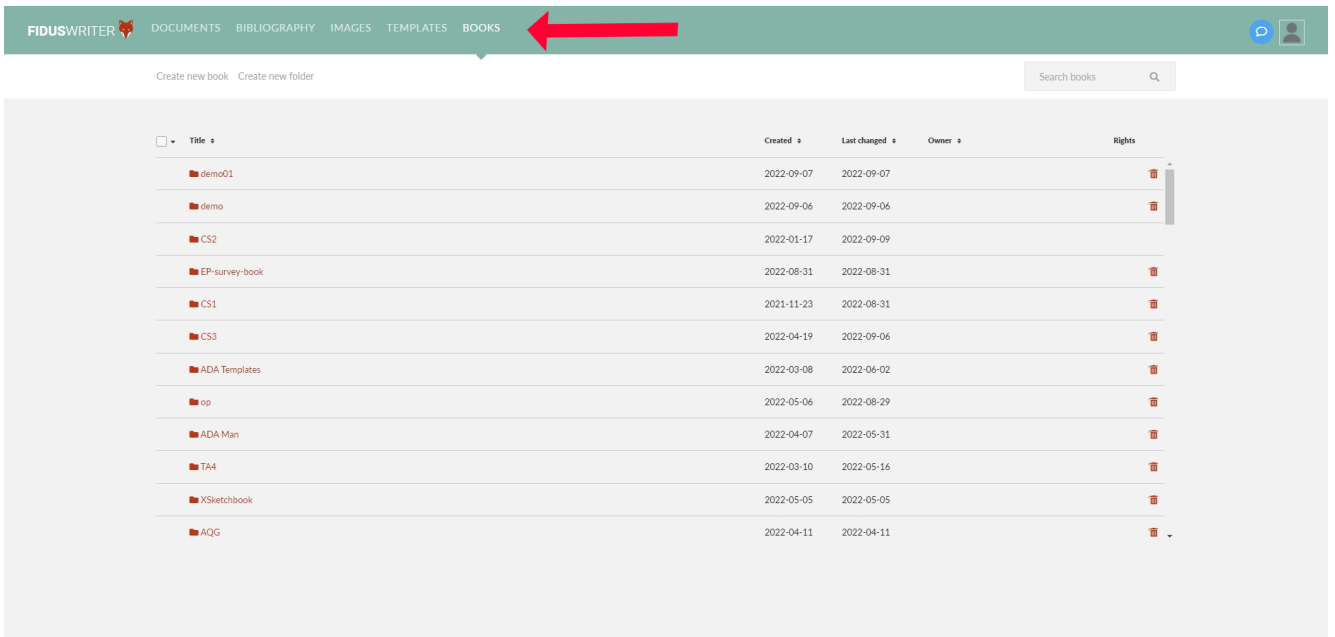 FIDUSWRITER DOCUMENTS BIBLIOGRAPHY IMAGES TEMPLATES BOOKS
Create new book Create new folder Search books
Title Created Last changed Owner Rights
demo01 2022-09-07 2022-09-07
demo 2022-09-06 2022-09-06
CS2 2022-01-17 2022-09-09
EP-survey-book 2022-08-31 2022-08-31
CS1 2021-11-23 2022-08-31
CS3 2022-04-19 2022-09-06
ADA Templates 2022-03-08 2022-06-02
op 2022-05-06 2022-08-29
ADA Man 2022-04-07 2022-05-31
TA4 2022-03-10 2022-05-16
XSketchbook 2022-05-05 2022-05-05
AQG 2022-04-11 2022-04-11